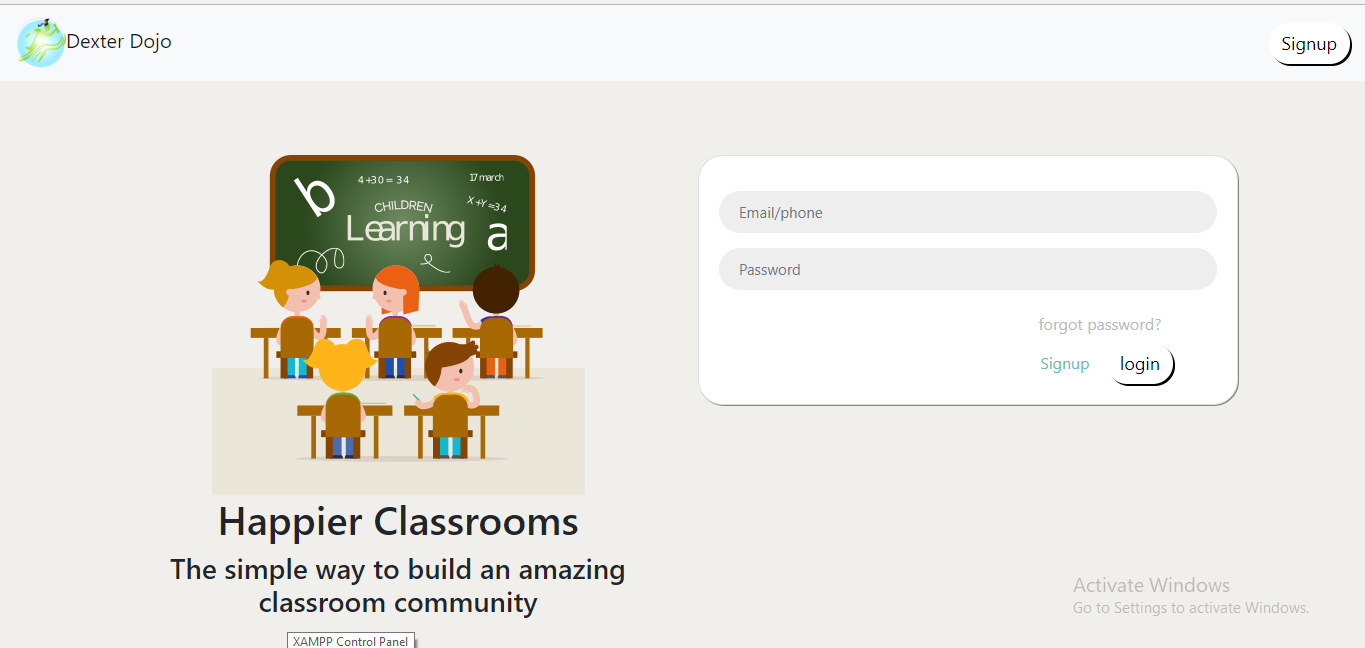 Dexter Dojo
Signup
b
4+30= 34
17 march
CHILDREN
X +Y =34
Learning
a
Email/phone
Password
forgot password?
Signup
login
Happier Classrooms
The simple way to build an amazing
classroom community
Activate Windows
Go to Settings to activate Windows.
XAMPP Control Panel